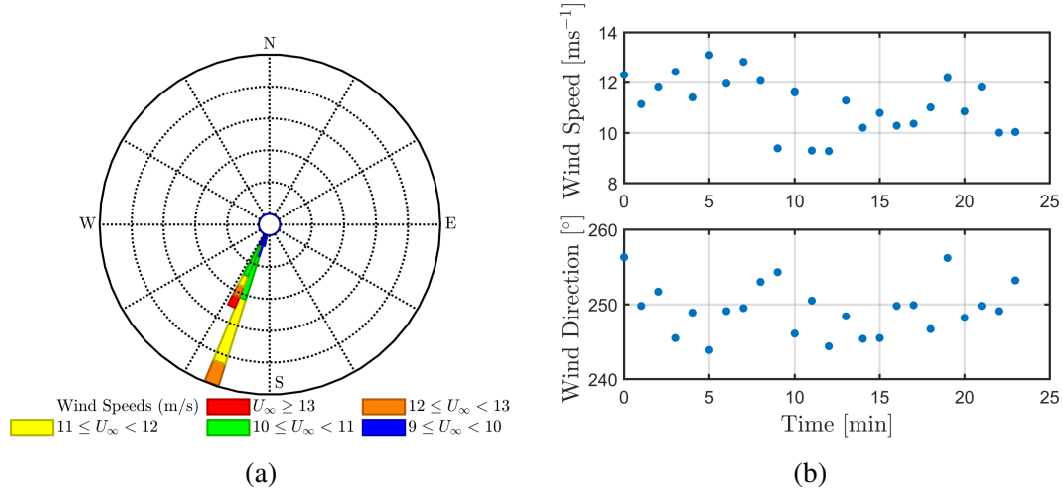 N
W
E
S
Wind Speeds (m/s)
U∞ ≥ 13
12 ≤ U∞ < 13
11 ≤ U∞ < 12
10 ≤ U∞ < 11
9 ≤ U∞ < 10
(a)
Wind Speed [ms⁻¹]
14
12
10
8
0
5
10
15
20
25
Wind Direction [°]
260
250
240
0
5
10
15
20
25
Time [min]
(b)